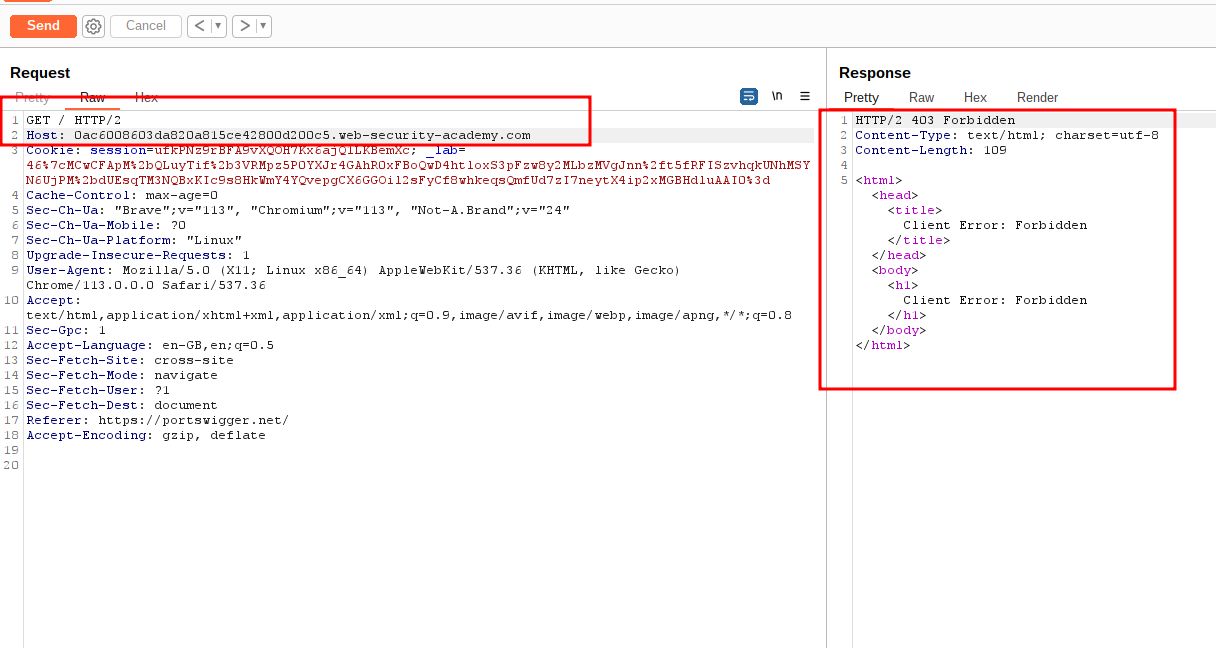 Send
Cancel
Request
Pretty
Raw
Hex
\n
1 GET / HTTP/2
2 Host: 0ac6008603da820a815ce42800d200c5.web-security-academy.com
3 Cookie: session=ufkPNz9rBFA9vXQOH7Kx6ajQ1LKBemXc; _lab=
46%7cMCwCFApM%2bQLuyTif%2b3VRMpz5P0YXJr4GAhR0xFBoQwD4htloxS3pFzw8y2MLbzMVgJnn%2ft5fRFISzvhqkUNhMSY
N6UjPM%2bdUEsqTM3NQBxKIc9s8HkWmY4YQvepgCX6GGOil2sFyCf8whkeqsQmfUd7zI7neytX4ip2xMGBHdluAAI0%3d
4 Cache-Control: max-age=0
5 Sec-Ch-Ua: "Brave";v="113", "Chromium";v="113", "Not-A.Brand";v="24"
6 Sec-Ch-Ua-Mobile: ?0
7 Sec-Ch-Ua-Platform: "Linux"
8 Upgrade-Insecure-Requests: 1
9 User-Agent: Mozilla/5.0 (X11; Linux x86_64) AppleWebKit/537.36 (KHTML, like Gecko)
Chrome/113.0.0.0 Safari/537.36
10 Accept:
text/html,application/xhtml+xml,application/xml;q=0.9,image/avif,image/webp,image/apng,*/*;q=0.8
11 Sec-Gpc: 1
12 Accept-Language: en-GB,en;q=0.5
13 Sec-Fetch-Site: cross-site
14 Sec-Fetch-Mode: navigate
15 Sec-Fetch-User: ?1
16 Sec-Fetch-Dest: document
17 Referer: https://portswigger.net/
18 Accept-Encoding: gzip, deflate
19
20
Response
Pretty
Raw
Hex
Render
1 HTTP/2 403 Forbidden
2 Content-Type: text/html; charset=utf-8
3 Content-Length: 109
4
5 <html>
<head>
<title>
Client Error: Forbidden
</title>
</head>
<body>
<h1>
Client Error: Forbidden
</h1>
</body>
</html>